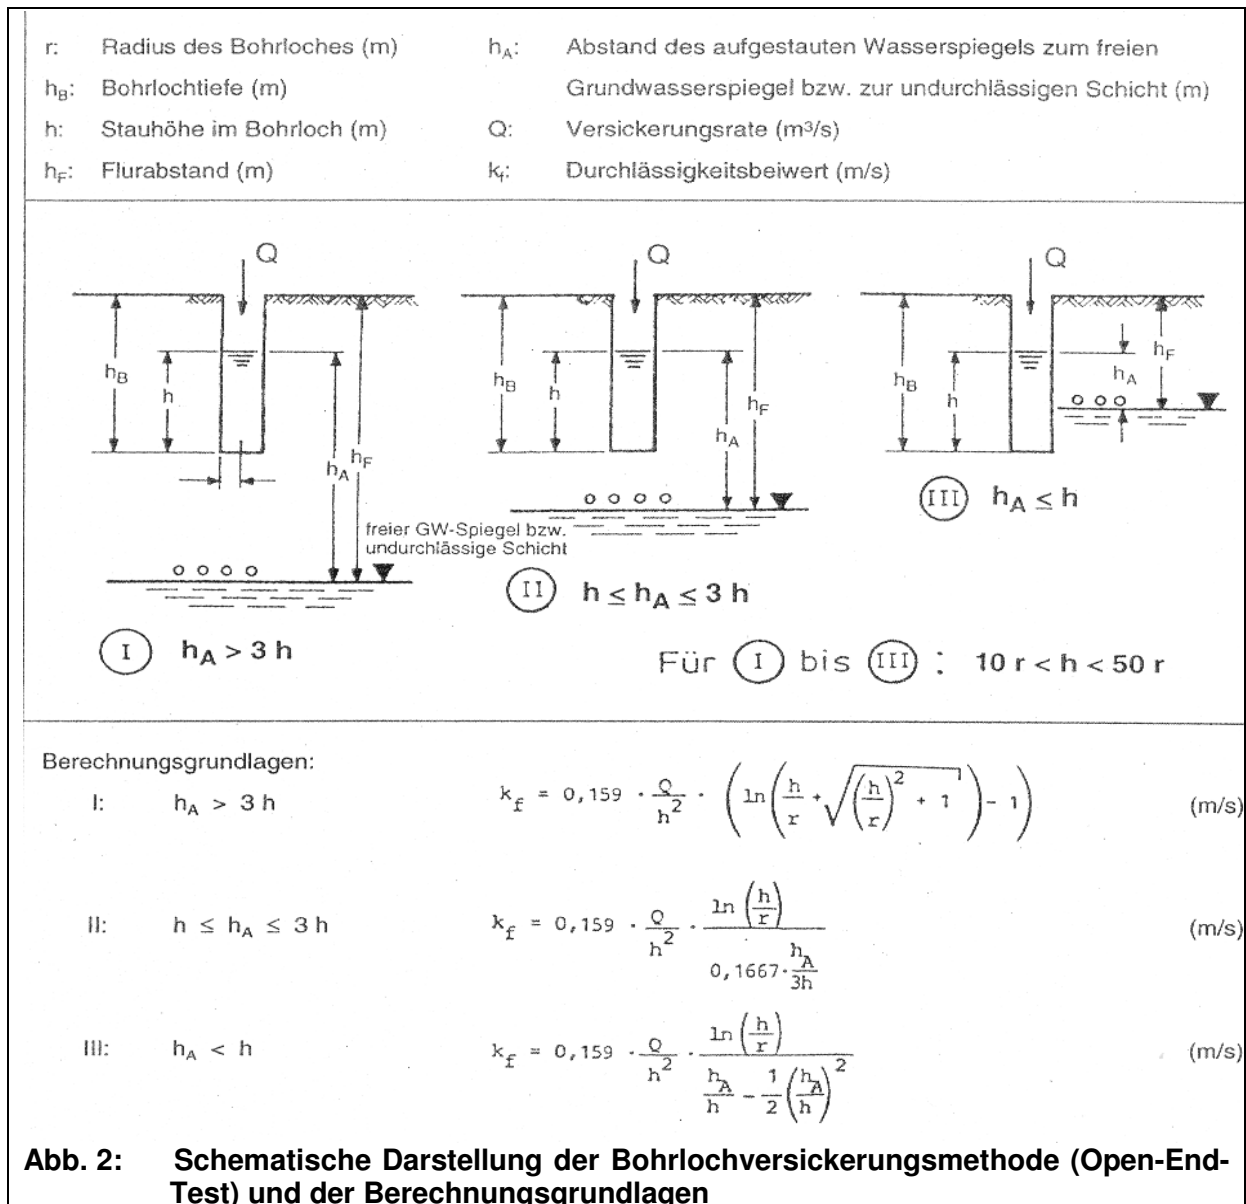 r: Radius des Bohrloches (m)
h_B: Bohrlochtiefe (m)
h: Stauhöhe im Bohrloch (m)
h_F: Flurabstand (m)
h_A: Abstand des aufgestauten Wasserspiegels zum freien
Grundwasserspiegel bzw. zur undurchlässigen Schicht (m)
Q: Versickerungsrate (m³/s)
k_f: Durchlässigkeitsbeiwert (m/s)
Q
h_B
h
h_A
h_F
freier GW-Spiegel bzw.
undurchlässige Schicht
I h_A > 3 h
Q
h_B
h
h_A
h_F
II h ≤ h_A ≤ 3 h
Q
h_B
h
h_A
h_F
III h_A ≤ h
Für I bis III : 10 r < h < 50 r
Berechnungsgrundlagen:
I: h_A > 3 h k_f = 0,159 · Q/h² · (ln(h/r + √((h/r)² + 1)) - 1) (m/s)
II: h ≤ h_A ≤ 3 h k_f = 0,159 · Q/h² · ln(h/r) / (0,1667 · h_A/3h) (m/s)
III: h_A < h k_f = 0,159 · Q/h² · ln(h/r) / (h_A/h - 1/2 (h_A/h)²) (m/s)
Abb. 2: Schematische Darstellung der Bohrlochversickerungsmethode (Open-End-
Test) und der Berechnungsgrundlagen